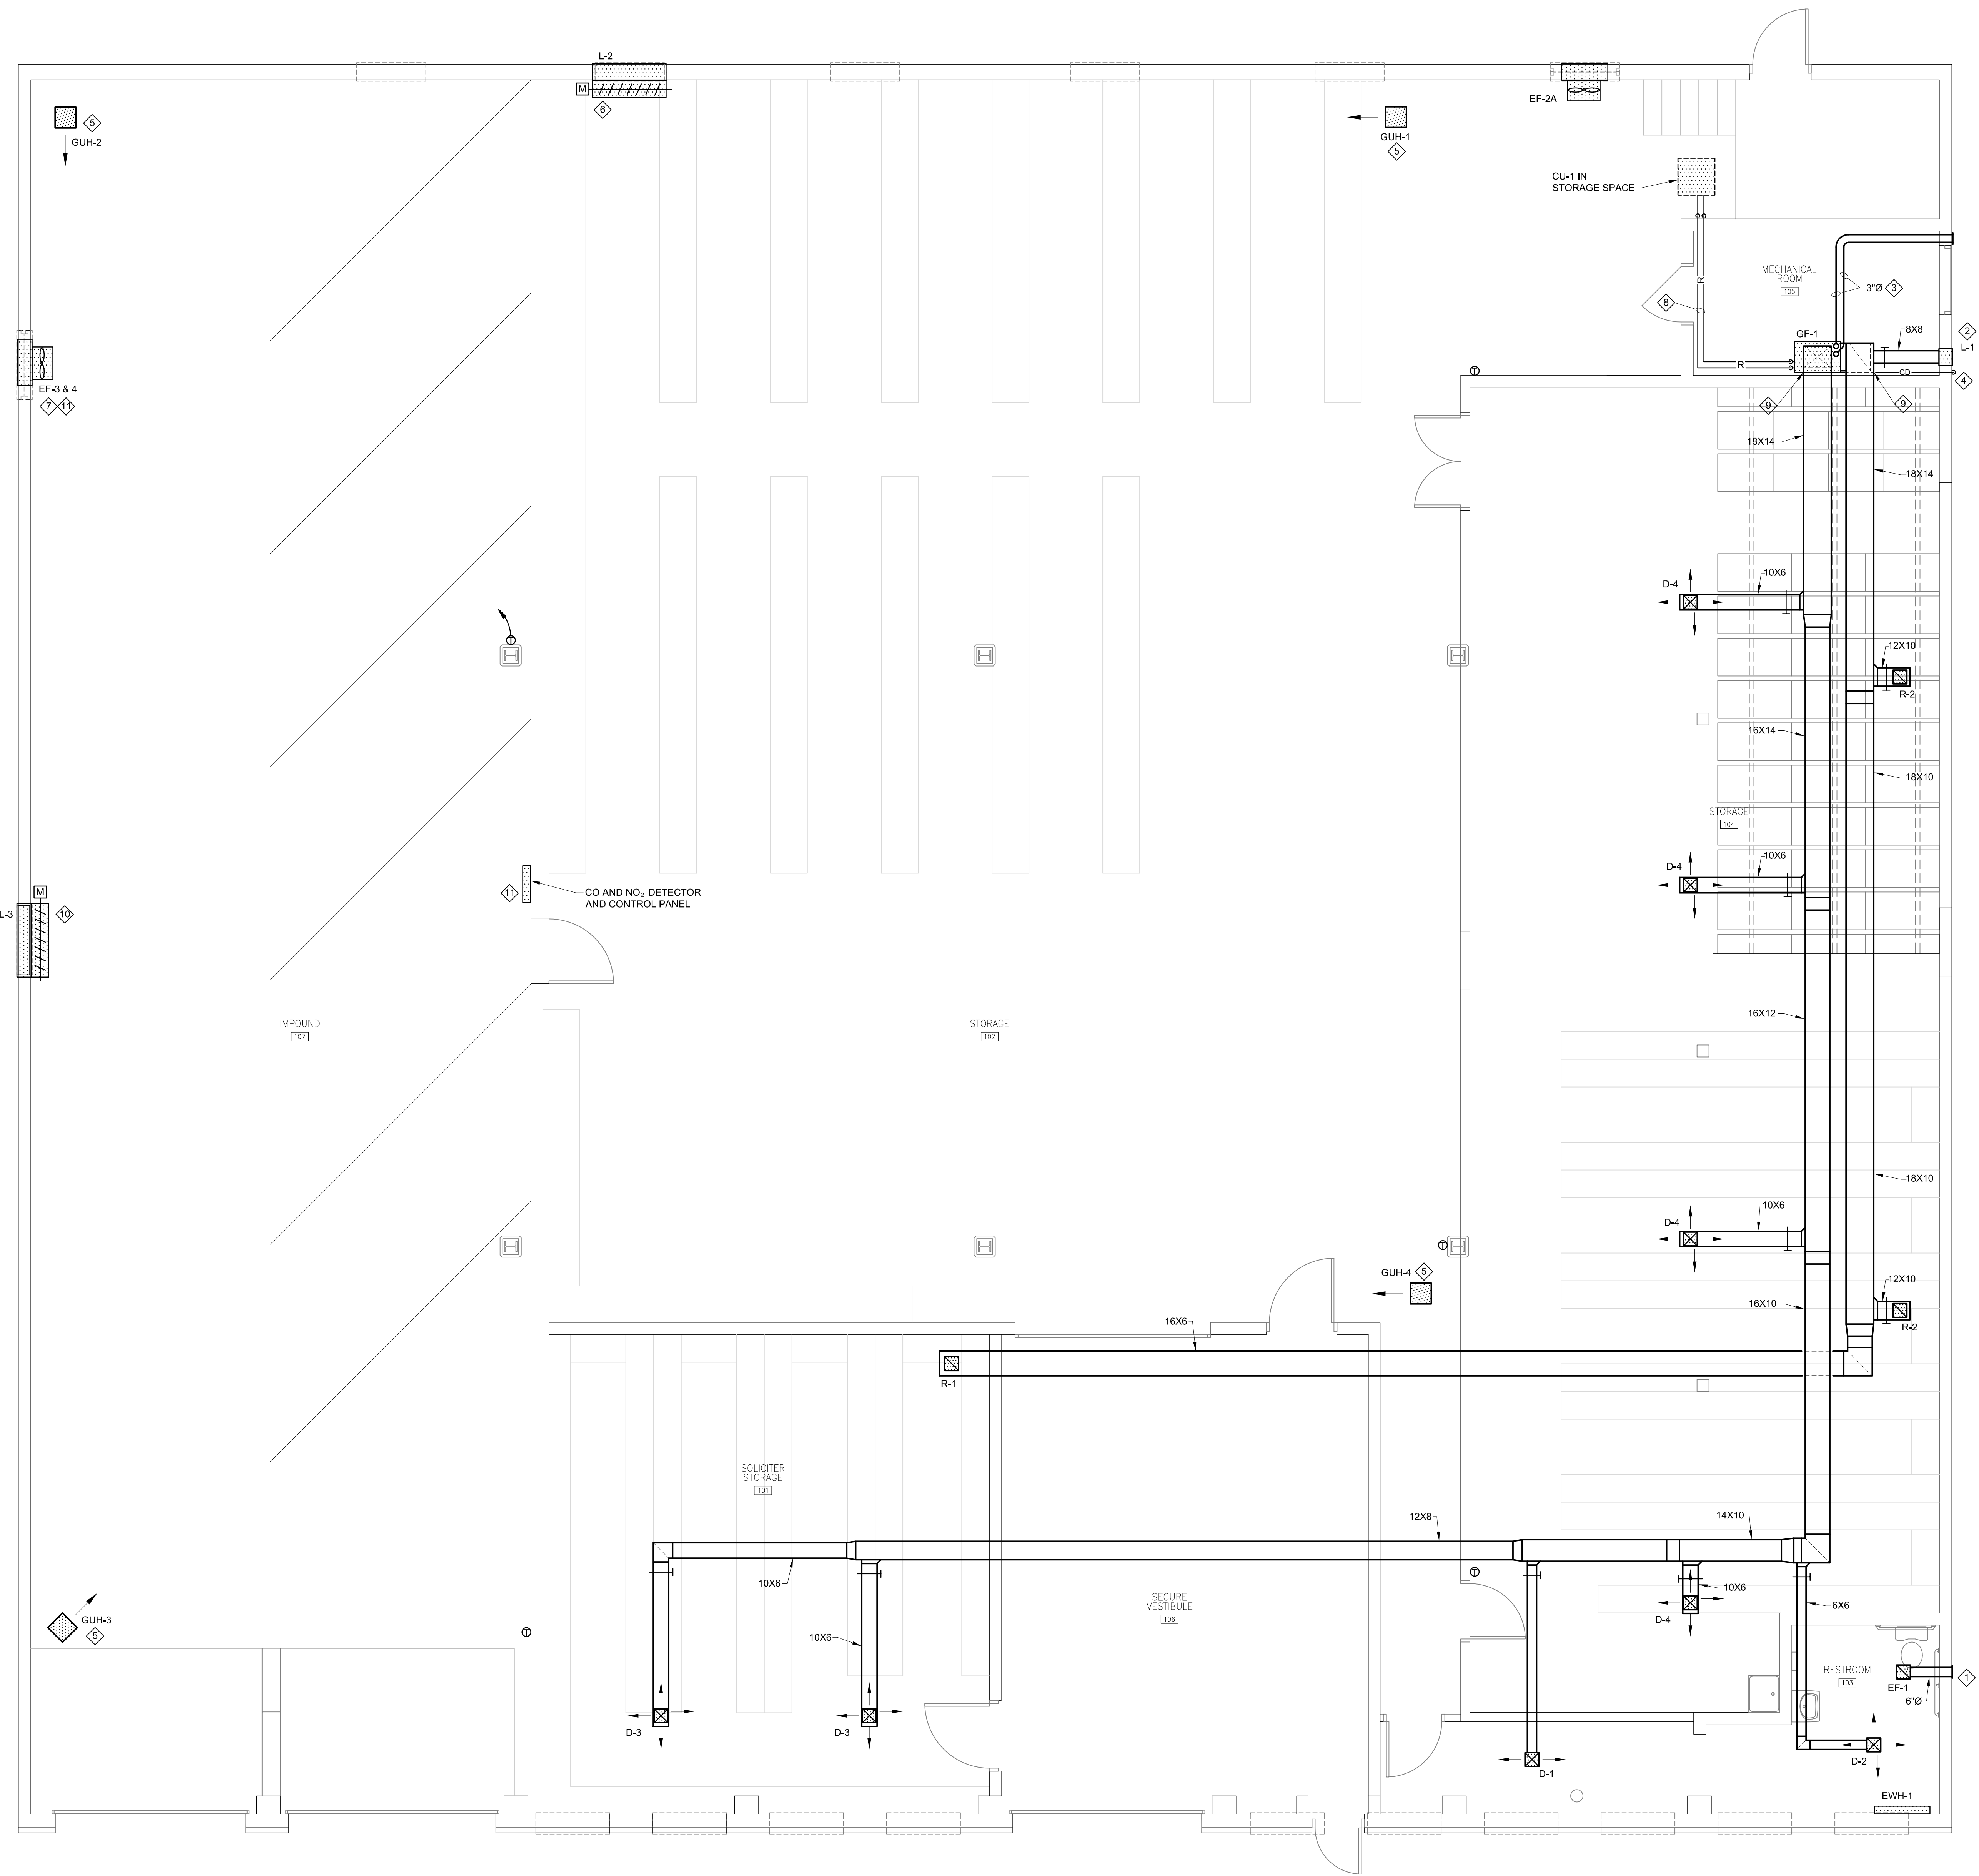 L-2
M
6
EF-2A
5
GUH-2
GUH-1
5
CU-1 IN
STORAGE SPACE
R
MECHANICAL
ROOM
105
3"Ø 3
8
8X8
2
L-1
GF-1
R
CD
4
EF-3 & 4
7 11
T
9
9
18X14
18X14
D-4
10X6
T
H
H
H
12X10
R-2
16X14
18X10
STORAGE
104
D-4
10X6
M
L-3
10
11
CO AND NO₂ DETECTOR
AND CONTROL PANEL
16X12
IMPOUND
107
STORAGE
102
18X10
D-4
10X6
H
H
T
H
GUH-4 5
12X10
R-2
16X10
16X6
R-1
SOLICITER
STORAGE
101
12X8
14X10
10X6
T
10X6
D-4
6X6
SECURE
VESTIBULE
106
GUH-3
5
T
10X6
RESTROOM
103
EF-1
6"Ø
1
D-3
D-3
D-1
D-2
EWH-1